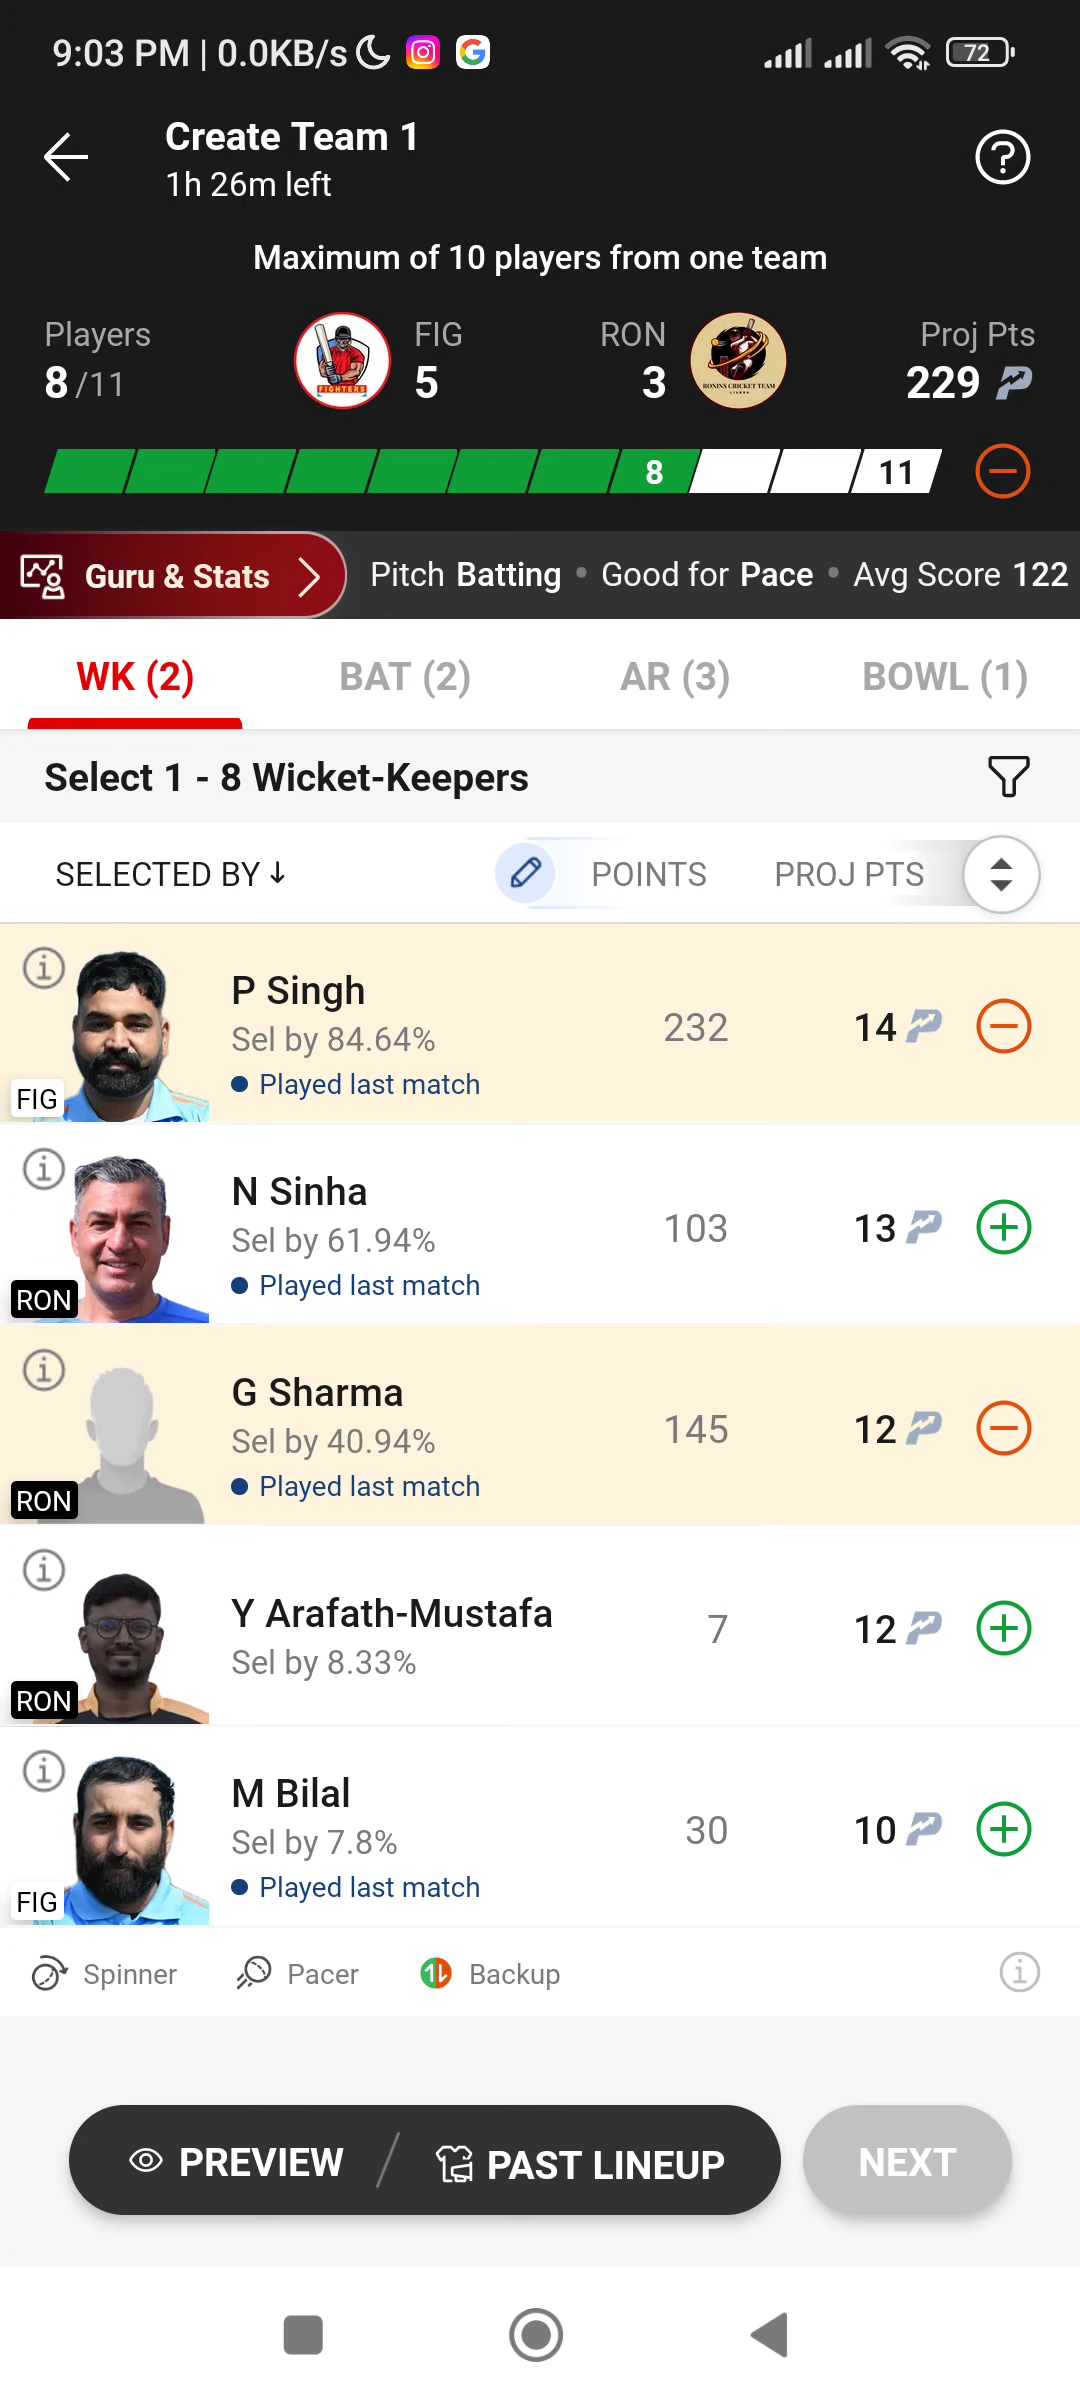 9:03 PM | 0.0KB/s
72
Create Team 1
1h 26m left
Maximum of 10 players from one team
Players FIG RON Proj Pts
8/11 5 3 229
FIGHTERS
RONINS CRICKET TEAM
8 11
Guru & Stats Pitch Batting • Good for Pace • Avg Score 122
WK (2) BAT (2) AR (3) BOWL (1)
Select 1 - 8 Wicket-Keepers
SELECTED BY ↓ POINTS PROJ PTS
P Singh
Sel by 84.64%
Played last match
232 14
FIG
N Sinha
Sel by 61.94%
Played last match
103 13
RON
G Sharma
Sel by 40.94%
Played last match
145 12
RON
Y Arafath-Mustafa
Sel by 8.33%
7 12
RON
M Bilal
Sel by 7.8%
Played last match
30 10
FIG
Spinner Pacer Backup
PREVIEW / PAST LINEUP NEXT